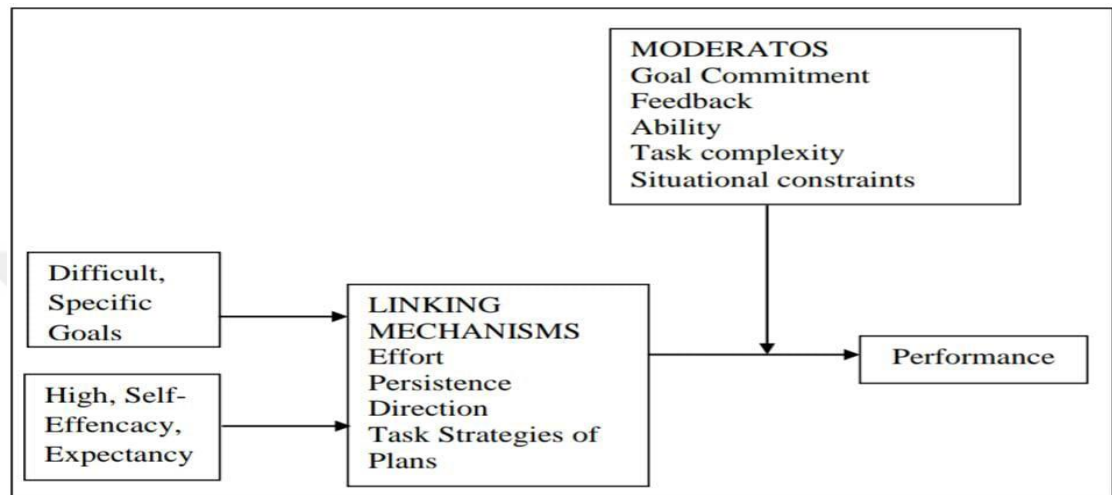 MODERATOS
Goal Commitment
Feedback
Ability
Task complexity
Situational constraints
Difficult,
Specific
Goals
High, Self-
Effencacy,
Expectancy
LINKING
MECHANISMS
Effort
Persistence
Direction
Task Strategies of
Plans
Performance